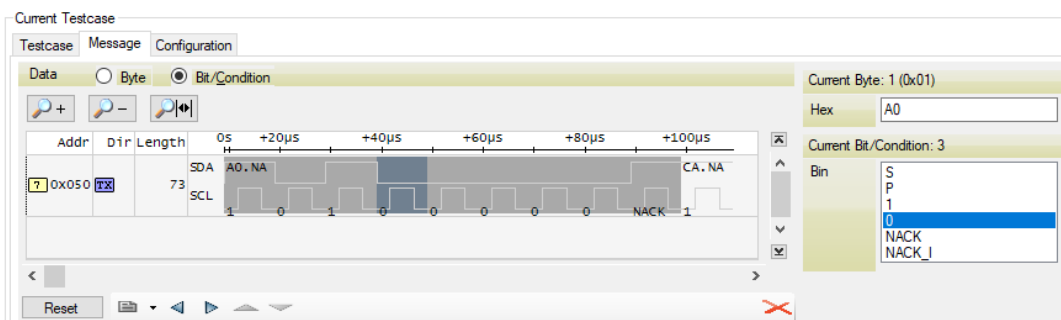 Current Testcase
Testcase Message Configuration
Data Byte Bit/Condition
+ -
Addr Dir Length 0s +20µs +40µs +60µs +80µs +100µs
SDA A0.NA CA.NA
? 0x050 TX 73
SCL
1 0 1 0 0 0 0 0 NACK 1
Reset
Current Byte: 1 (0x01)
Hex A0
Current Bit/Condition: 3
Bin S
P
1
0
NACK
NACK_I